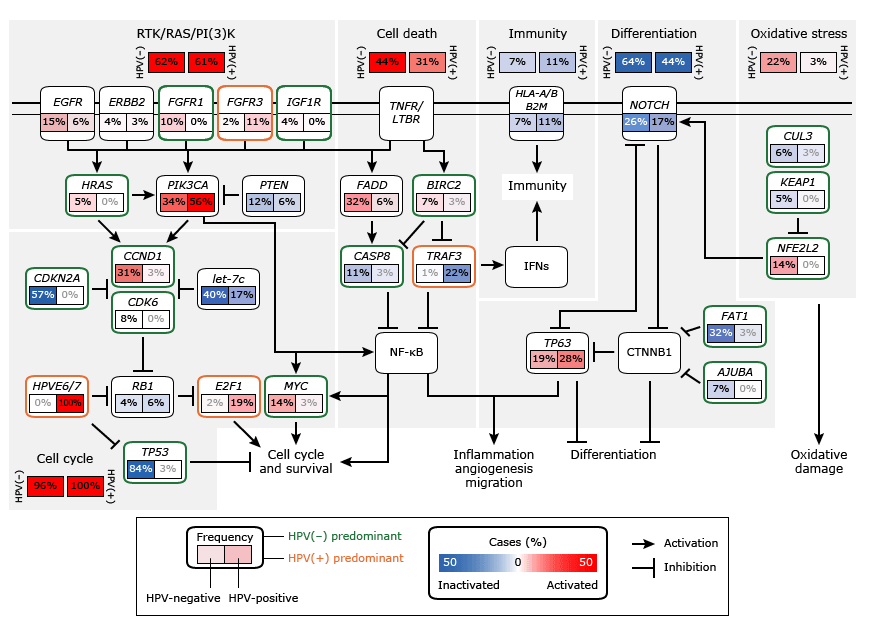 RTK/RAS/PI(3)K
HPV(–) 62% 61% HPV(+)
Cell death
HPV(–) 44% 31% HPV(+)
Immunity
HPV(–) 7% 11% HPV(+)
Differentiation
HPV(–) 64% 44% HPV(+)
Oxidative stress
HPV(–) 22% 3% HPV(+)
EGFR
15% 6%
ERBB2
4% 3%
FGFR1
10% 0%
FGFR3
2% 11%
IGF1R
4% 0%
TNFR/
LTBR
HLA-A/B
B2M
7% 11%
NOTCH
26% 17%
CUL3
6% 3%
KEAP1
5% 0%
NFE2L2
14% 0%
HRAS
5% 0%
PIK3CA
34% 56%
PTEN
12% 6%
FADD
32% 6%
BIRC2
7% 3%
Immunity
CCND1
31% 3%
CDK6
8% 0%
CDKN2A
57% 0%
let-7c
40% 17%
CASP8
11% 3%
TRAF3
1% 22%
IFNs
NF-κB
TP63
19% 28%
CTNNB1
FAT1
32% 3%
AJUBA
7% 0%
HPVE6/7
0% 100%
RB1
4% 6%
E2F1
2% 19%
MYC
14% 3%
TP53
84% 3%
Cell cycle
HPV(–) 96% 100% HPV(+)
Cell cycle
and survival
Inflammation
angiogenesis
migration
Differentiation
Oxidative
damage
Frequency
HPV(–) predominant
HPV(+) predominant
HPV-negative HPV-positive
Cases (%)
50 0 50
Inactivated Activated
Activation
Inhibition